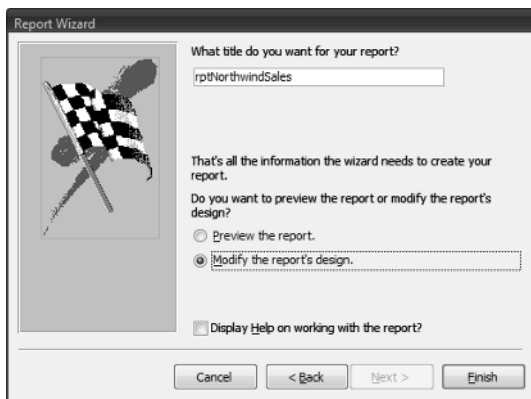 Report Wizard
What title do you want for your report?
rptNorthwindSales
That's all the information the wizard needs to create your
report.
Do you want to preview the report or modify the report's
design?
Preview the report.
Modify the report's design.
Display Help on working with the report?
Cancel
< Back
Next >
Finish